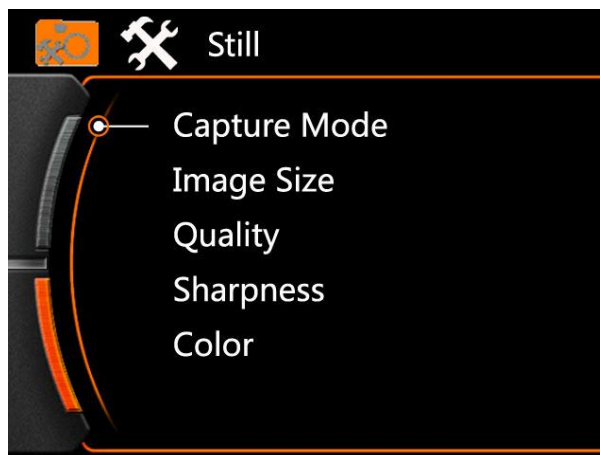 Still
Capture Mode
Image Size
Quality
Sharpness
Color